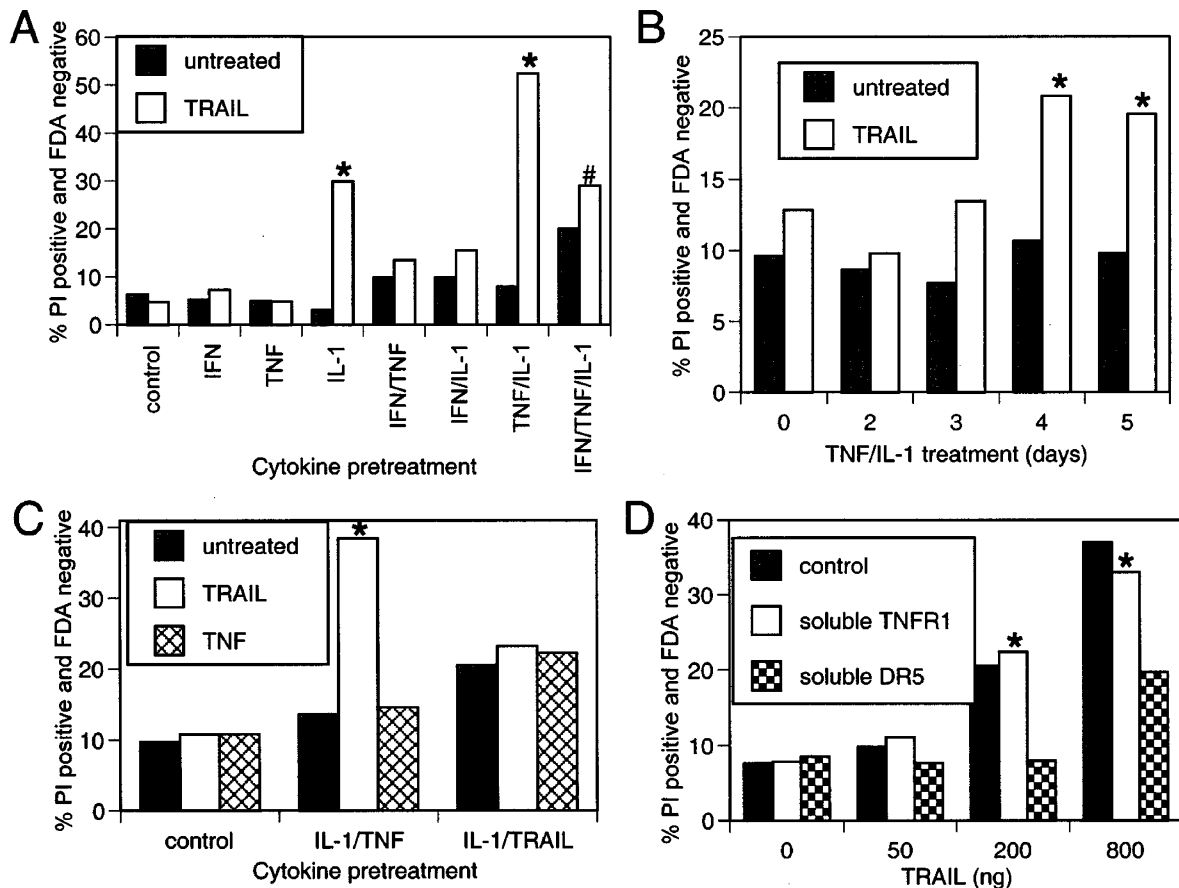 A
% PI positive and FDA negative
60
50
40
30
20
10
0
untreated
TRAIL
*
*
#
control
IFN
TNF
IL-1
IFN/TNF
IFN/IL-1
TNF/IL-1
IFN/TNF/IL-1
Cytokine pretreatment
B
% PI positive and FDA negative
25
20
15
10
5
0
untreated
TRAIL
*
*
0 2 3 4 5
TNF/IL-1 treatment (days)
C
% PI positive and FDA negative
40
30
20
10
0
untreated
TRAIL
TNF
*
control IL-1/TNF IL-1/TRAIL
Cytokine pretreatment
D
% PI positive and FDA negative
40
30
20
10
0
control
soluble TNFR1
soluble DR5
*
*
0 50 200 800
TRAIL (ng)